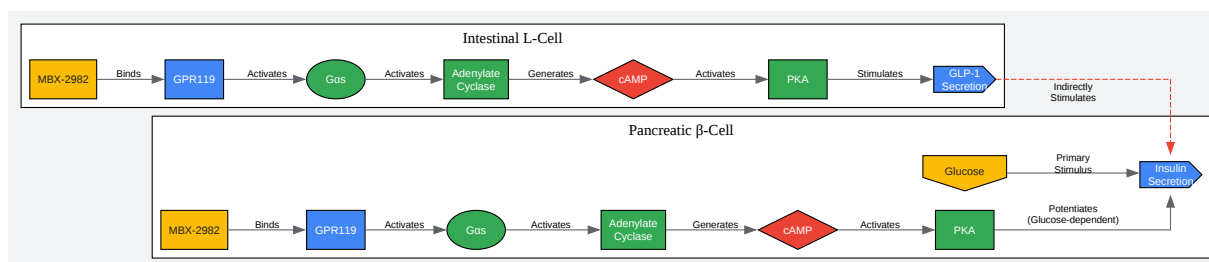 Intestinal L-Cell
MBX-2982
Binds
GPR119
Activates
Gαs
Activates
Adenylate
Cyclase
Generates
cAMP
Activates
PKA
Stimulates
GLP-1
Secretion
Indirectly
Stimulates
Pancreatic β-Cell
Glucose
Primary
Stimulus
Insulin
Secretion
MBX-2982
Binds
GPR119
Activates
Gαs
Activates
Adenylate
Cyclase
Generates
cAMP
Activates
PKA
Potentiates
(Glucose-dependent)